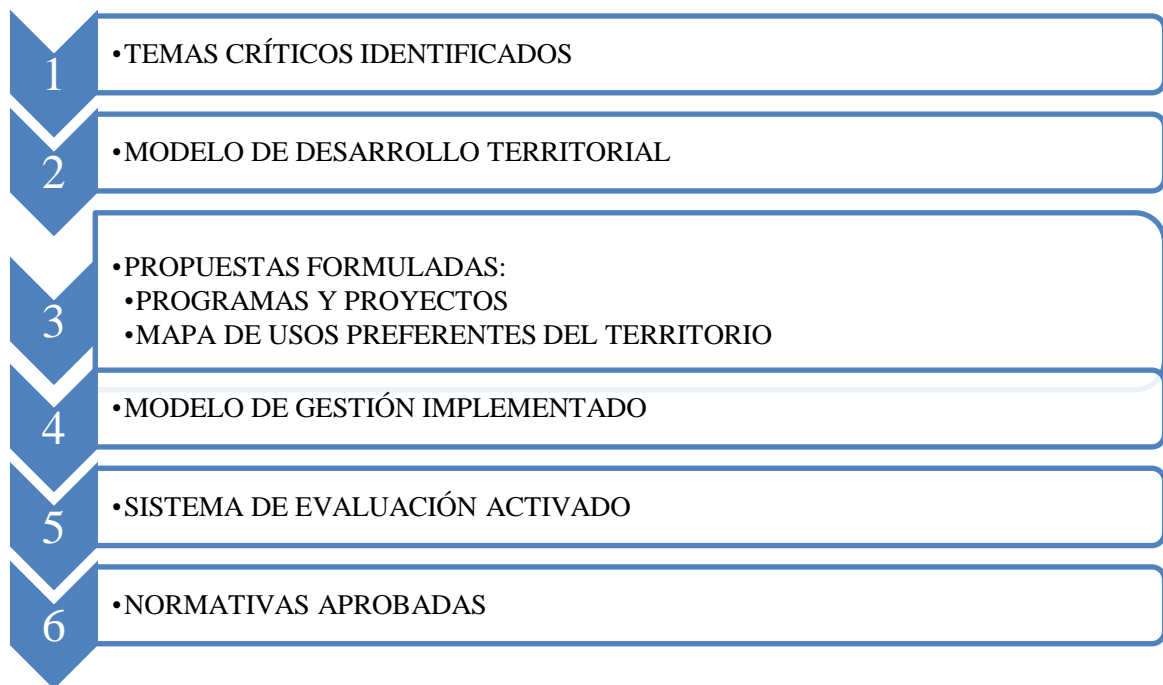 1
•TEMAS CRÍTICOS IDENTIFICADOS
2
•MODELO DE DESARROLLO TERRITORIAL
3
•PROPUESTAS FORMULADAS:
•PROGRAMAS Y PROYECTOS
•MAPA DE USOS PREFERENTES DEL TERRITORIO
4
•MODELO DE GESTIÓN IMPLEMENTADO
5
•SISTEMA DE EVALUACIÓN ACTIVADO
6
•NORMATIVAS APROBADAS